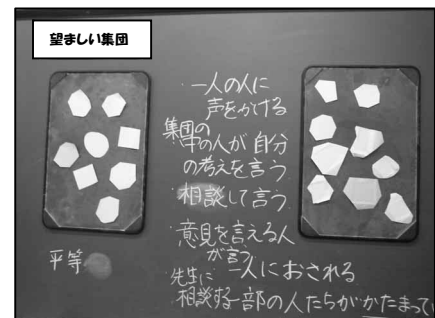 望ましい集団
一人の人に
声をかける
集団の
中の人が自分
の考えを言う
相談して言う
意見を言える人
が言う
先生に
相談する
一人におされる
一部の人たちがかたまってい
平等